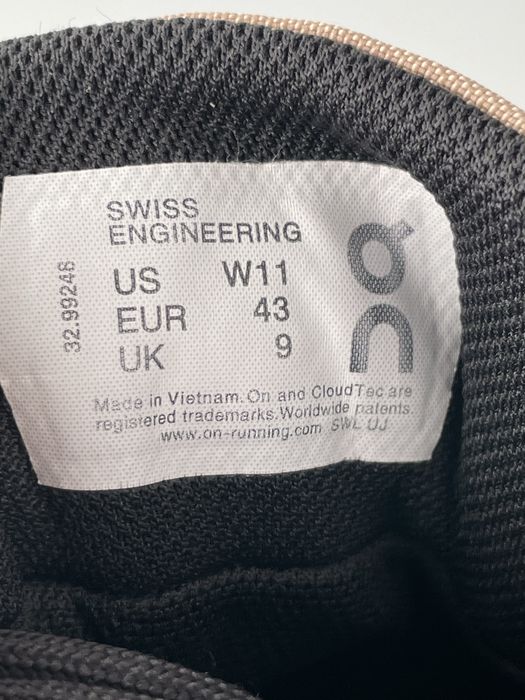 SWISS
ENGINEERING
US W11
EUR 43
UK 9
32.99246
On
Made in Vietnam. On and CloudTec are
registered trademarks. Worldwide patents.
www.on-running.com SWL UJ